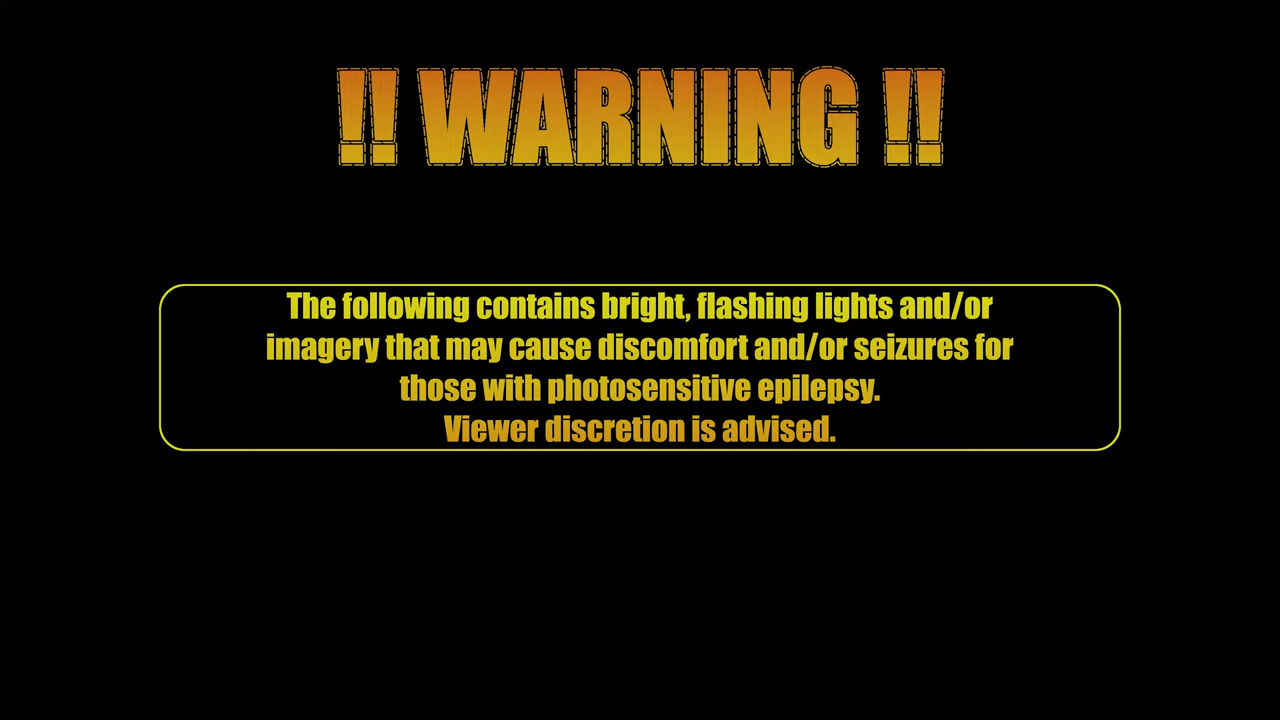 !! WARNING !!
The following contains bright, flashing lights and/or
imagery that may cause discomfort and/or seizures for
those with photosensitive epilepsy.
Viewer discretion is advised.